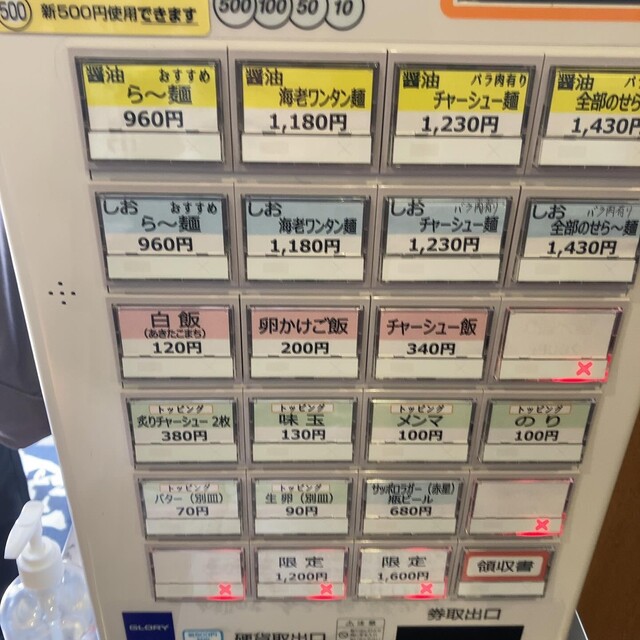 500 新500円使用できます
500 100 50 10
醤油 おすすめ
ら～麺
960円
醤油
海老ワンタン麺
1,180円
醤油 バラ肉有り
チャーシュー麺
1,230円
醤油 バラ
全部のせら
1,430円
しお おすすめ
ら～麺
960円
しお
海老ワンタン麺
1,180円
しお バラ肉有り
チャーシュー麺
1,230円
しお バラ肉有り
全部のせら～麺
1,430円
白飯
(あきたこまち)
120円
卵かけご飯
200円
チャーシュー飯
340円
トッピング
炙りチャーシュー 2枚
380円
トッピング
味玉
130円
トッピング
メンマ
100円
トッピング
のり
100円
トッピング
バター（別皿）
70円
トッピング
生卵（別皿）
90円
サッポロラガー（赤星）
瓶ビール
680円
限定
1,200円
限定
1,600円
領収書
GLORY
硬貨取出口
券取出口